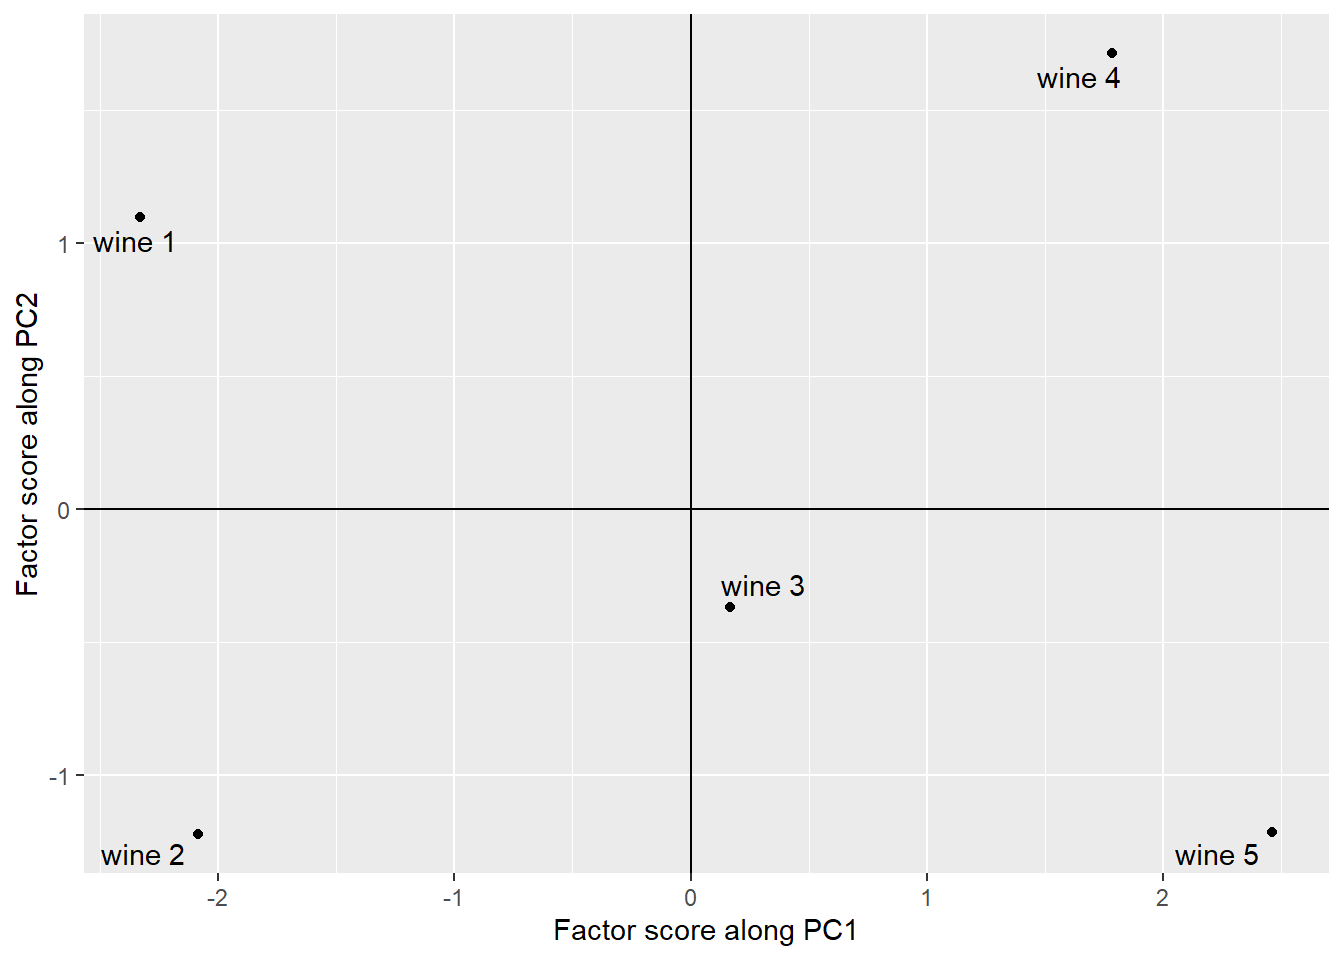 wine 4
wine 1
wine 3
wine 2
wine 5
1
0
-1
-2
-1
0
1
2
Factor score along PC1
Factor score along PC2